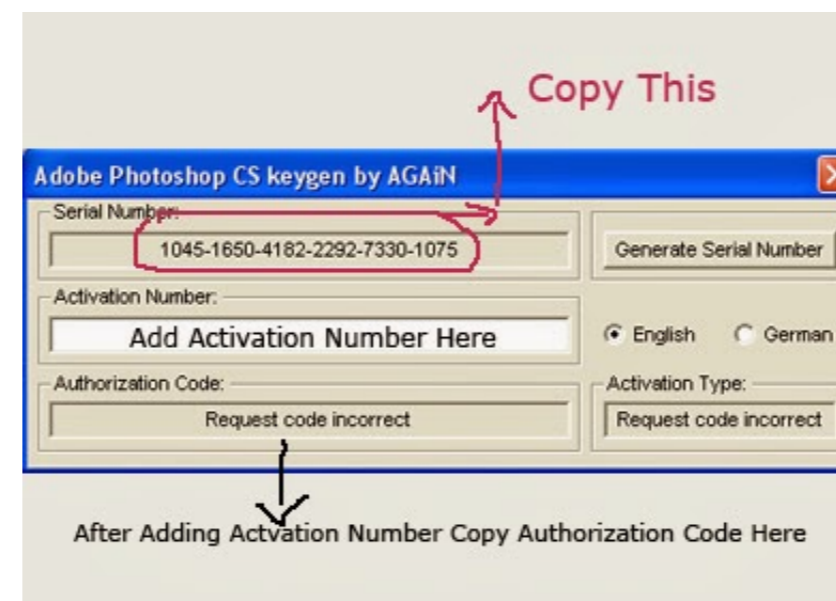 Copy This
Adobe Photoshop CS keygen by AGAiN
Serial Number:
1045-1650-4182-2292-7330-1075
Generate Serial Number
Activation Number:
Add Activation Number Here
English
German
Authorization Code:
Activation Type:
Request code incorrect
Request code incorrect
After Adding Actvation Number Copy Authorization Code Here